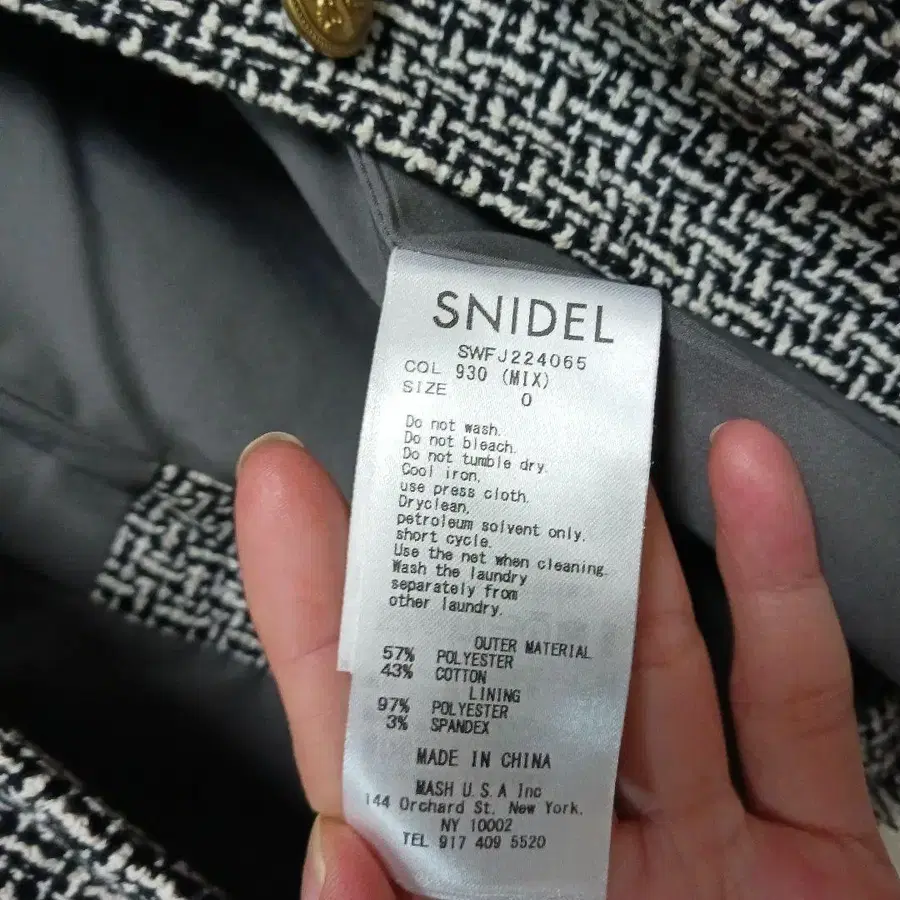 SNIDEL
SWFJ224065
COL 930 (MIX)
SIZE 0
Do not wash.
Do not bleach.
Do not tumble dry.
Cool iron,
use press cloth.
Dryclean,
petroleum solvent only,
short cycle.
Use the net when cleaning.
Wash the laundry
separately from
other laundry.
OUTER MATERIAL
57% POLYESTER
43% COTTON
LINING
97% POLYESTER
3% SPANDEX
MADE IN CHINA
MASH U.S.A Inc
144 Orchard St. New York.
NY 10002
TEL 917 409 5520